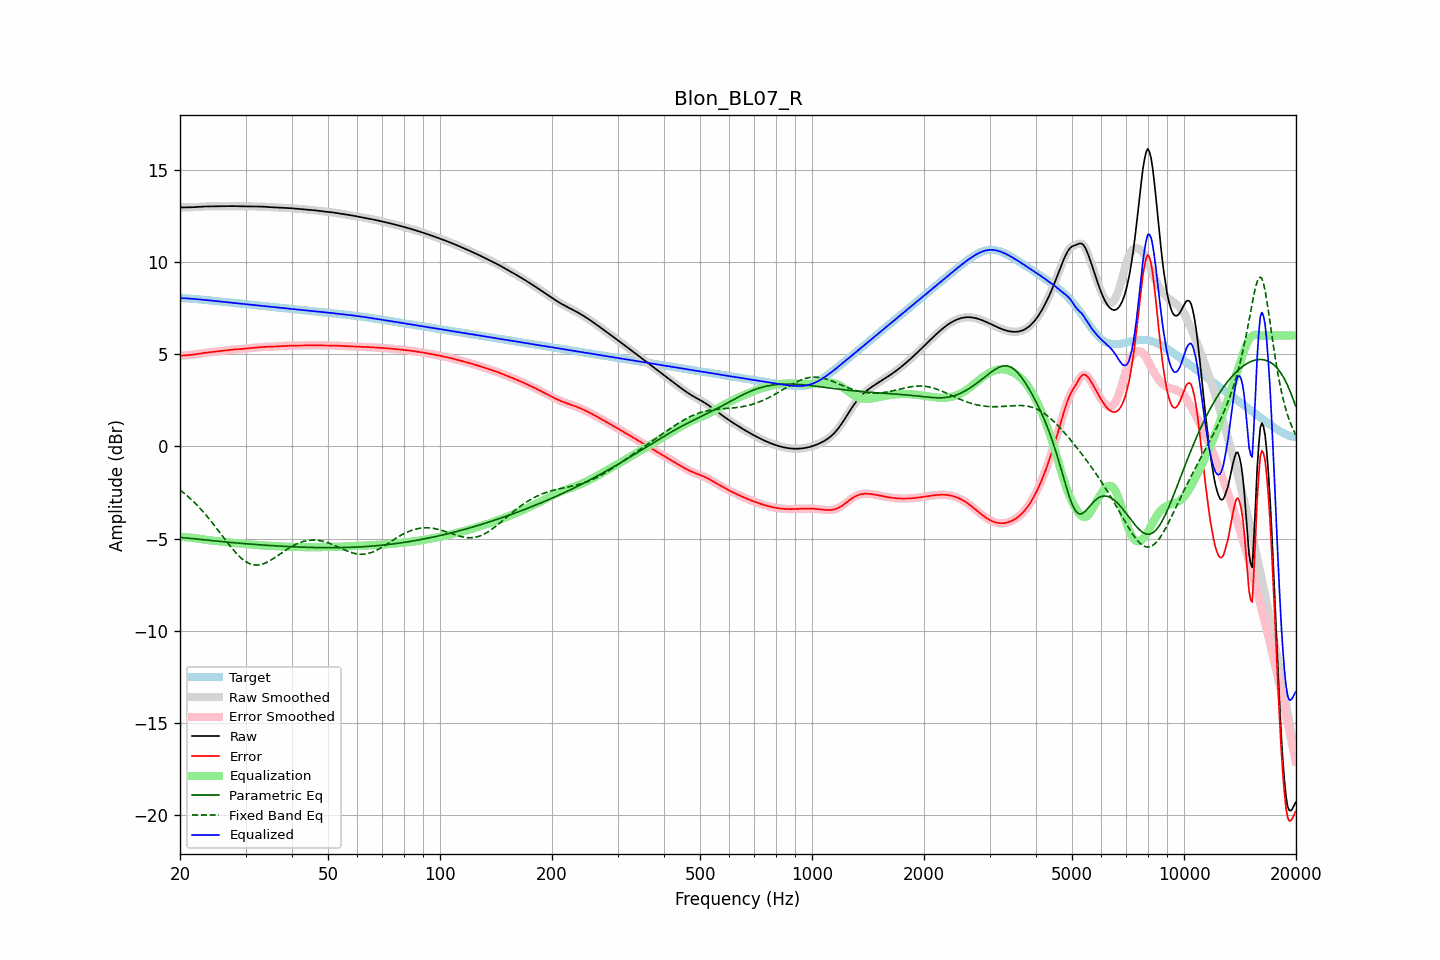 Blon_BL07_R
Amplitude (dBr)
15
10
5
0
−5
−10
−15
−20
Target
Raw Smoothed
Error Smoothed
Raw
Error
Equalization
Parametric Eq
Fixed Band Eq
Equalized
20 50 100 200 500 1000 2000 5000 10000 20000
Frequency (Hz)